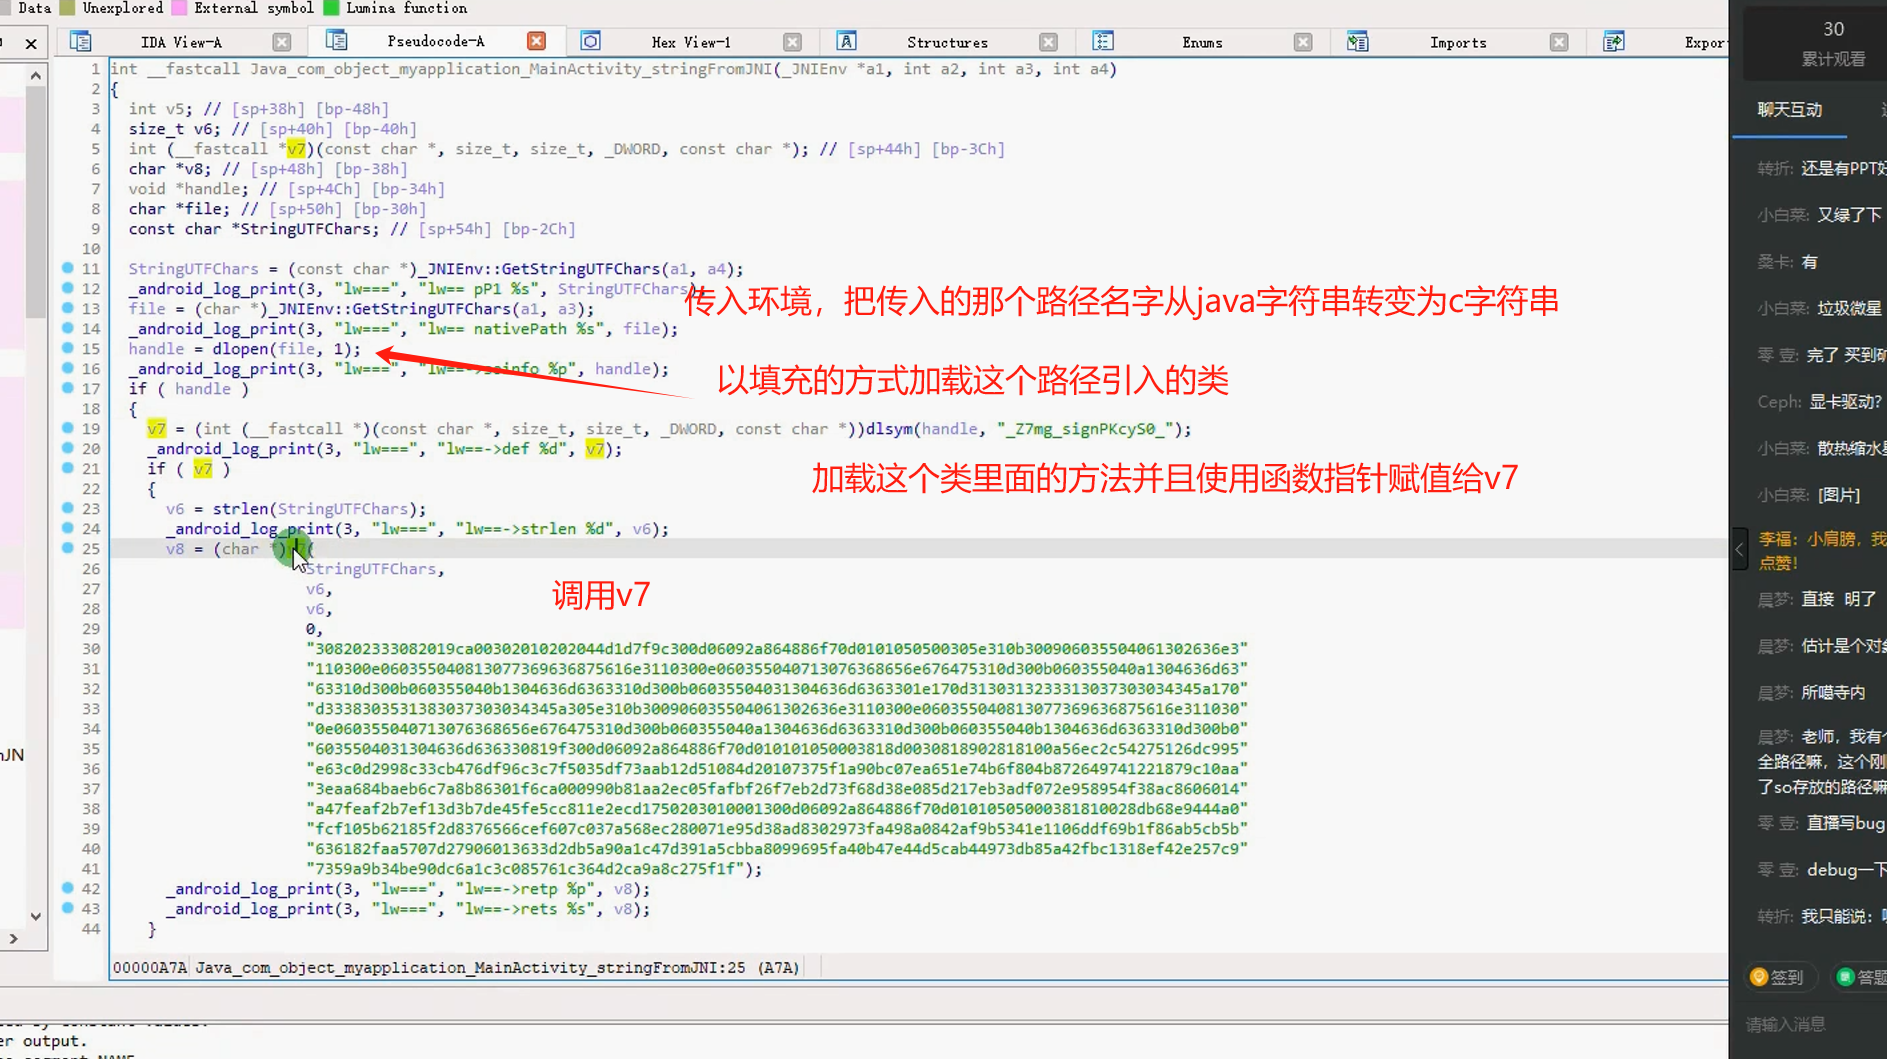 Data Unexplored External symbol Lumina function
IDA View-A Pseudocode-A Hex View-1 Structures Enums Imports Expor
1 int __fastcall Java_com_object_myapplication_MainActivity_stringFromJNI(_JNIEnv *a1, int a2, int a3, int a4)
2 {
3 int v5; // [sp+38h] [bp-48h]
4 size_t v6; // [sp+40h] [bp-40h]
5 int (__fastcall *v7)(const char *, size_t, size_t, _DWORD, const char *); // [sp+44h] [bp-3Ch]
6 char *v8; // [sp+48h] [bp-38h]
7 void *handle; // [sp+4Ch] [bp-34h]
8 char *file; // [sp+50h] [bp-30h]
9 const char *StringUTFChars; // [sp+54h] [bp-2Ch]
10
11 StringUTFChars = (const char *)_JNIEnv::GetStringUTFChars(a1, a4);
12 _android_log_print(3, "lw===", "lw== pP1 %s", StringUTFChars);
传入环境，把传入的那个路径名字从java字符串转变为c字符串
13 file = (char *)_JNIEnv::GetStringUTFChars(a1, a3);
14 _android_log_print(3, "lw===", "lw== nativePath %s", file);
15 handle = dlopen(file, 1);
16 _android_log_print(3, "lw===", "lw==->soinfo %p", handle);
以填充的方式加载这个路径引入的类
17 if ( handle )
18 {
19 v7 = (int (__fastcall *)(const char *, size_t, size_t, _DWORD, const char *))dlsym(handle, "_Z7mg_signPKcyS0_");
20 _android_log_print(3, "lw===", "lw==->def %d", v7);
21 if ( v7 )
加载这个类里面的方法并且使用函数指针赋值给v7
22 {
23 v6 = strlen(StringUTFChars);
24 _android_log_print(3, "lw===", "lw==->strlen %d", v6);
25 v8 = (char *)v7(
26 StringUTFChars,
27 v6,
调用v7
28 v6,
29 0,
30 "308202333082019ca00302010202044d1d7f9c300d06092a864886f70d0101050500305e310b300906035504061302636e3"
31 "110300e060355040813077369636875616e3110300e060355040713076368656e676475310d300b060355040a1304636d63"
32 "63310d300b060355040b1304636d6363310d300b06035504031304636d6363301e170d3130313233313037303034345a170"
33 "d3338303531383037303034345a305e310b300906035504061302636e3110300e060355040813077369636875616e311030"
34 "0e060355040713076368656e676475310d300b060355040a1304636d6363310d300b060355040b1304636d6363310d300b0"
35 "6035504031304636d636330819f300d06092a864886f70d010101050003818d0030818902818100a56ec2c54275126dc995"
36 "e63c0d2998c33cb476df96c3c7f5035df73aab12d51084d20107375f1a90bc07ea651e74b6f804b872649741221879c10aa"
37 "3eaa684baeb6c7a8b86301f6ca000990b81aa2ec05fafbf26f7eb2d73f68d38e085d217eb3adf072e958954f38ac8606014"
38 "a47feaf2b7ef13d3b7de45fe5cc811e2ecd1750203010001300d06092a864886f70d01010505000381810028db68e9444a0"
39 "fcf105b62185f2d8376566cef607c037a568ec280071e95d38ad8302973fa498a0842af9b5341e1106ddf69b1f86ab5cb5b"
40 "636182faa5707d27906013633d2db5a90a1c47d391a5cbba8099695fa40b47e44d5cab44973db85a42fbc1318ef42e257c9"
41 "7359a9b34be90dc6a1c3c085761c364d2ca9a8c275f1f");
42 _android_log_print(3, "lw===", "lw==->retp %p", v8);
43 _android_log_print(3, "lw===", "lw==->rets %s", v8);
44 }
00000A7A Java_com_object_myapplication_MainActivity_stringFromJNI:25 (A7A)
er output.
30
累计观看
聊天互动
转折: 还是有PPT好
小白菜: 又绿了下
桑卡: 有
小白菜: 垃圾微星
零 壹: 完了 买到矿
Ceph: 显卡驱动?
小白菜: 散热缩水
小白菜: [图片]
李福: 小肩膀，我
点赞!
晨梦: 直接 明了
晨梦: 估计是个对
晨梦: 所噶寺内
晨梦: 老师，我有个
全路径嘛，这个刚
了so存放的路径嘛
零 壹: 直播写bug
零 壹: debug一下
转折: 我只能说:
签到 答题
请输入消息